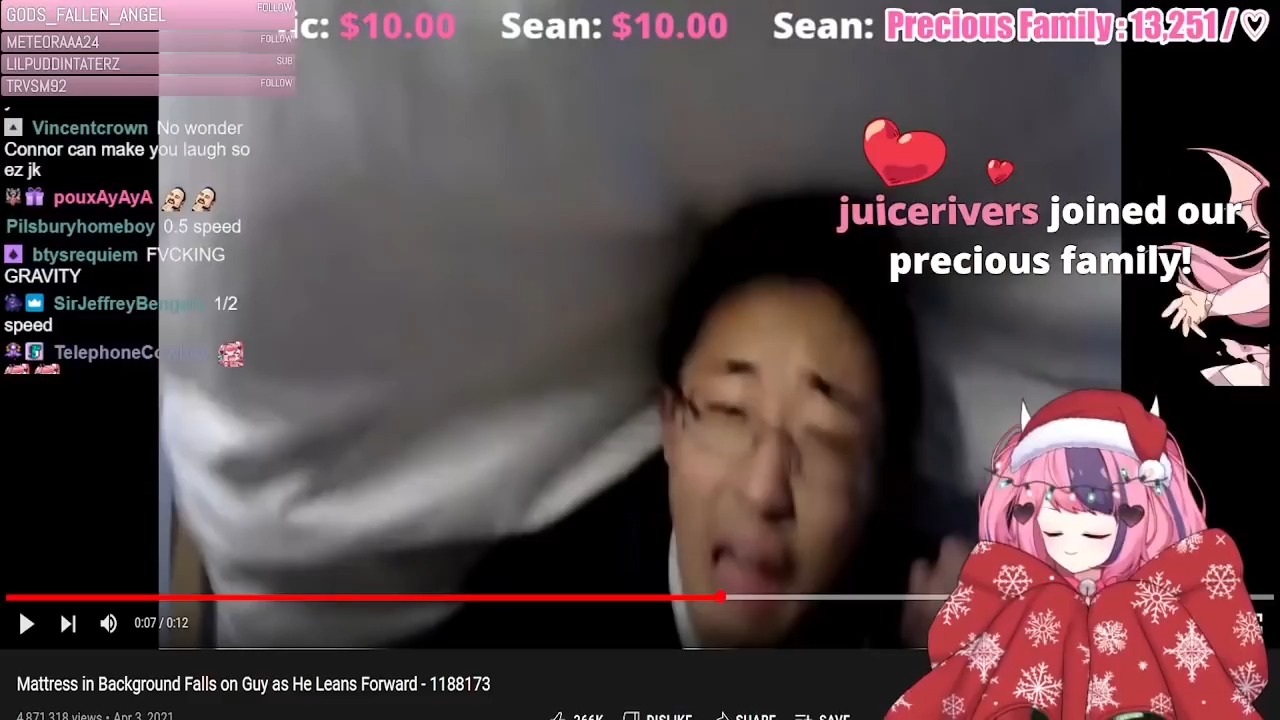 GODS_FALLEN_ANGEL FOLLOW
METEORAAA24 FOLLOW
LILPUDDINTATERZ SUB
TRVSM92 FOLLOW
ic: $10.00 Sean: $10.00 Sean:
Precious Family : 13,251 / ♡
Vincentcrown No wonder
Connor can make you laugh so
ez jk
pouxAyAyA
Pilsburyhomeboy 0.5 speed
btysrequiem FVCKING
GRAVITY
1/2
speed
juicerivers joined our
precious family!
0:07 / 0:12
Mattress in Background Falls on Guy as He Leans Forward - 1188173
4,871,318 views • Apr 3, 2021
266K DISLIKE SHARE SAVE